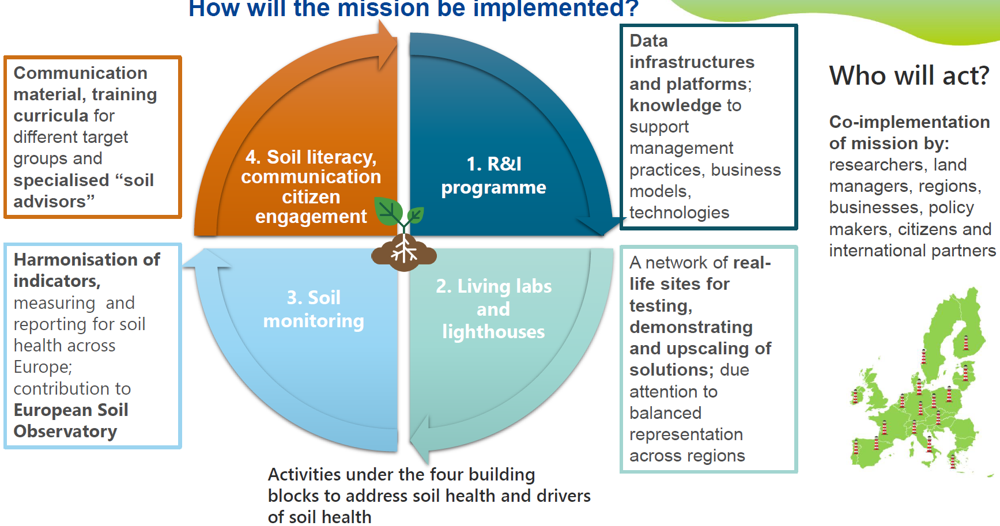 How will the mission be implemented?
Communication
material, training
curricula for
different target
groups and
specialised “soil
advisors”
4. Soil literacy,
communication
citizen
engagement
1. R&I
programme
Data
infrastructures
and platforms;
knowledge to
support
management
practices, business
models,
technologies
Who will act?
Co-implementation
of mission by:
researchers, land
managers, regions,
businesses, policy
makers, citizens and
international partners
Harmonisation of
indicators,
measuring and
reporting for soil
health across
Europe;
contribution to
European Soil
Observatory
3. Soil
monitoring
2. Living labs
and
lighthouses
A network of real-
life sites for
testing,
demonstrating
and upscaling of
solutions; due
attention to
balanced
representation
across regions
Activities under the four building
blocks to address soil health and drivers
of soil health